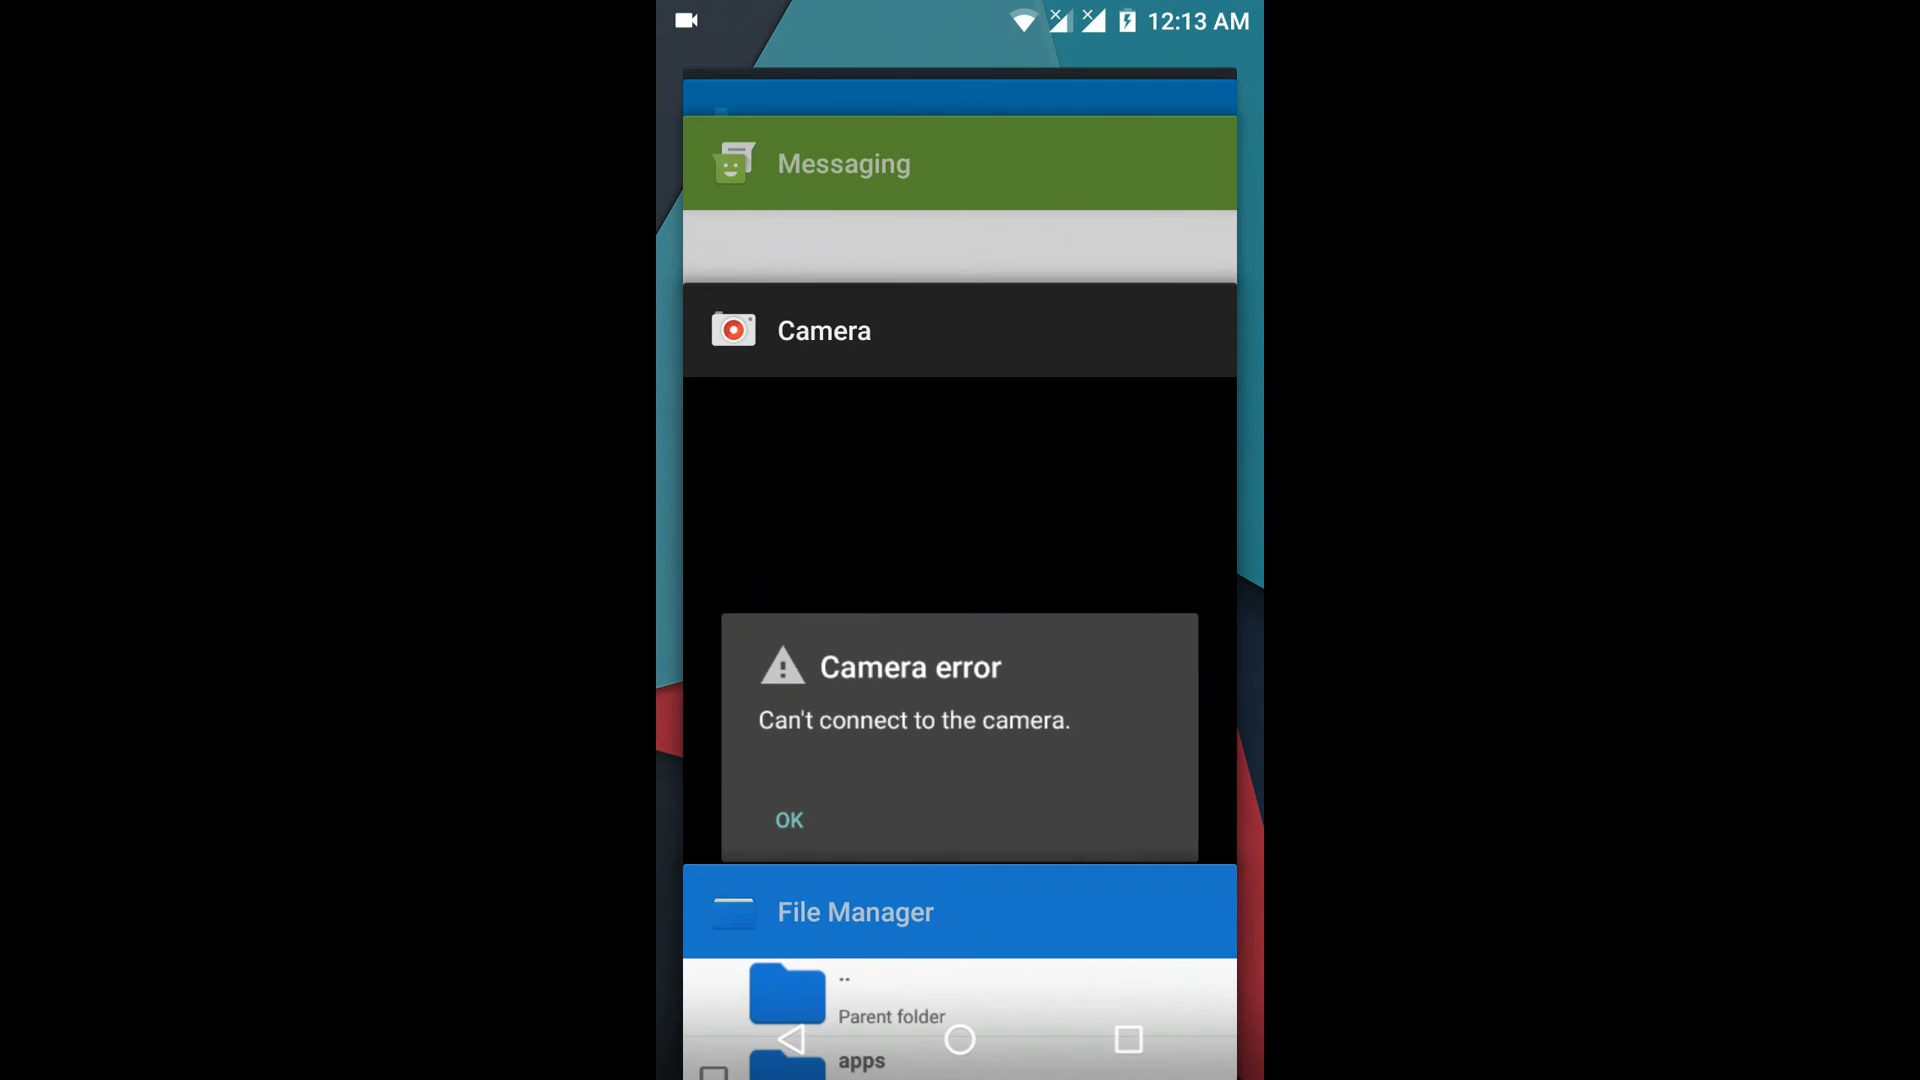 12:13 AM
Messaging
Camera
Camera error
Can't connect to the camera.
OK
File Manager
..
Parent folder
apps